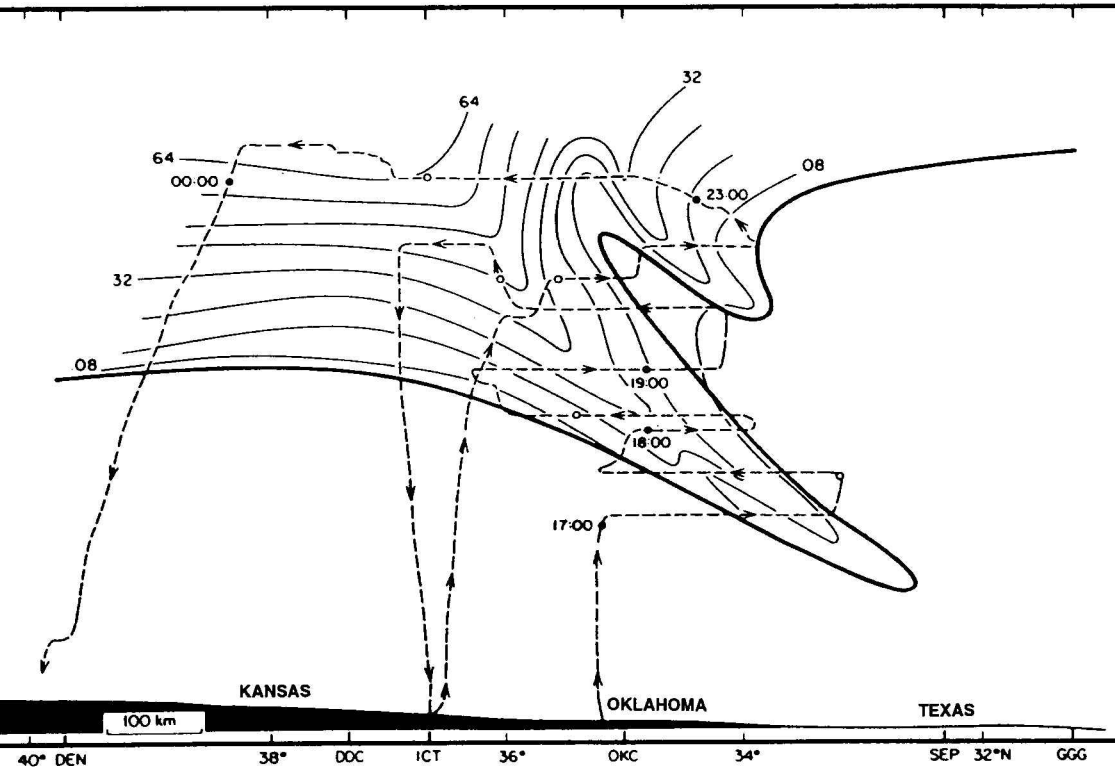 32
64
64
08
00:00
23:00
32
08
19:00
18:00
17:00
KANSAS
OKLAHOMA
TEXAS
100 km
40° DEN 38° DDC ICT 36° OKC 34° SEP 32°N GGG